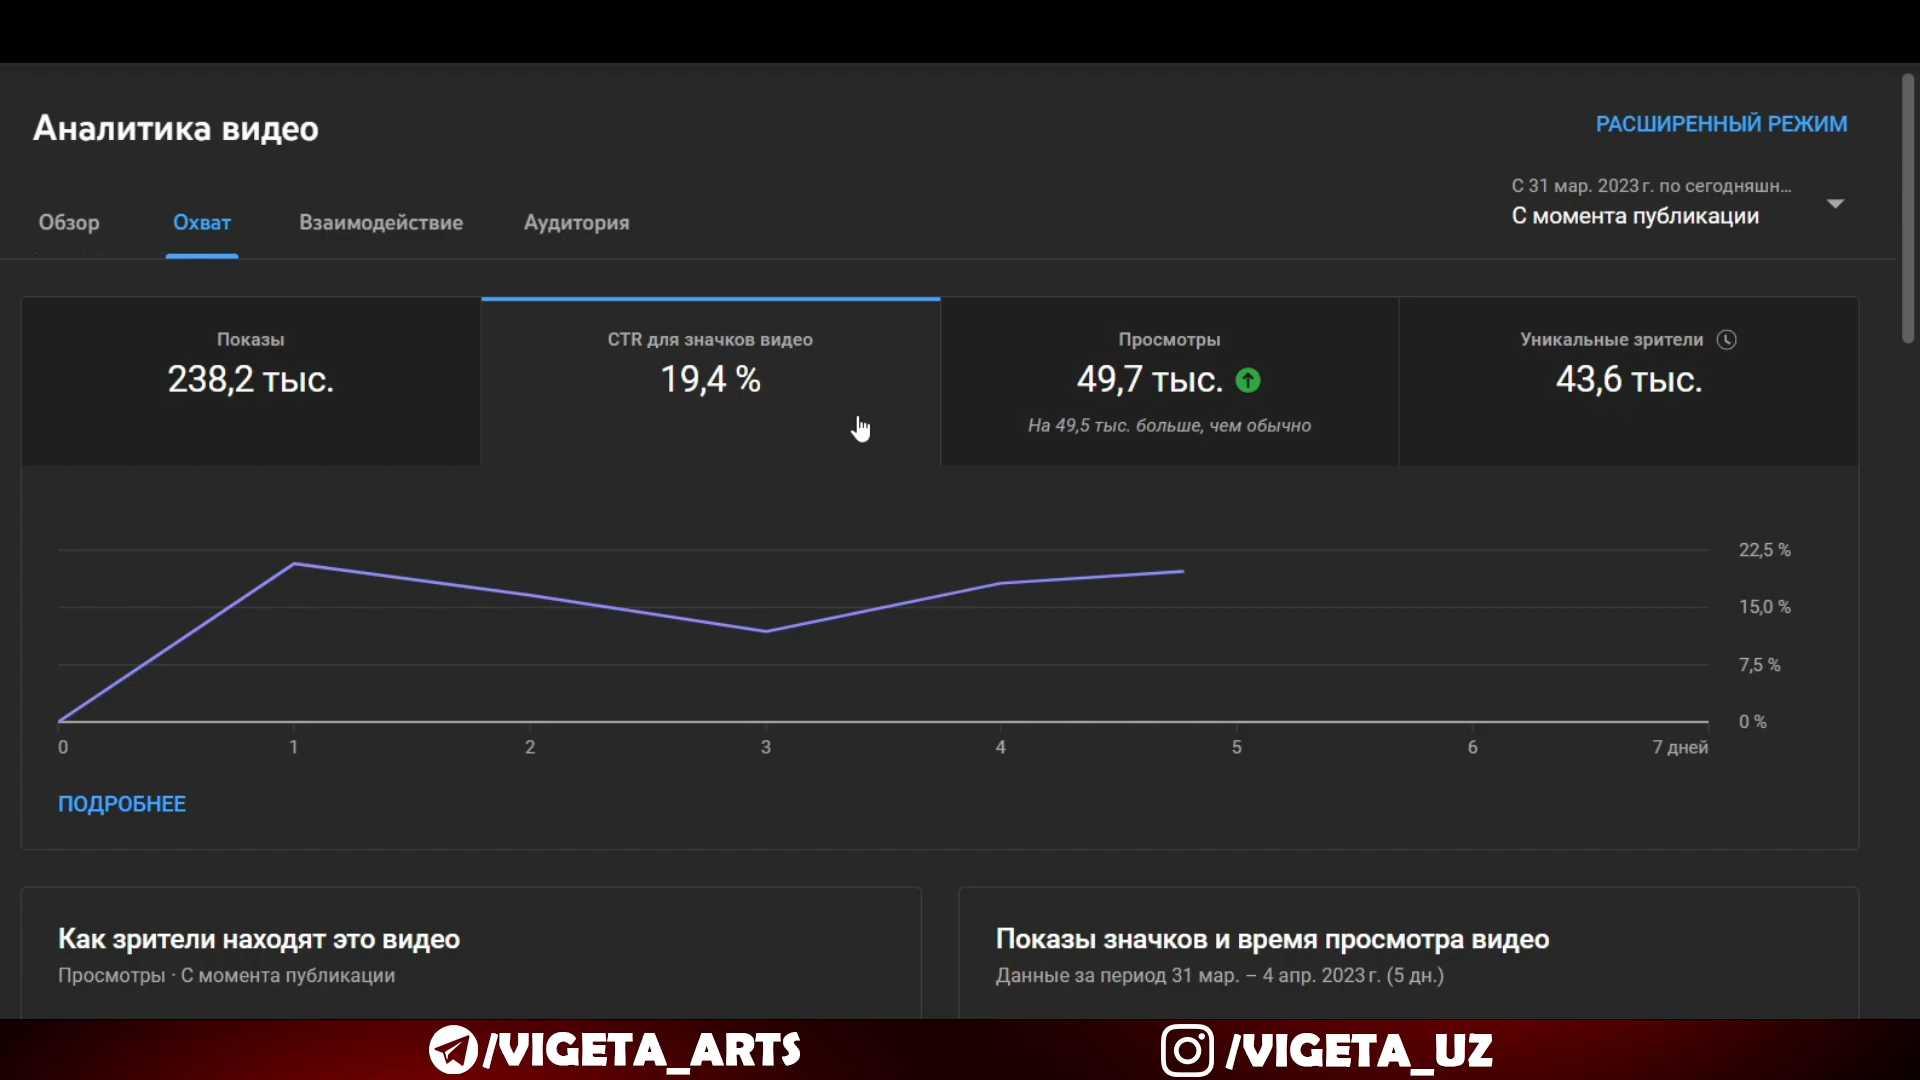 Аналитика видео
РАСШИРЕННЫЙ РЕЖИМ
С 31 мар. 2023 г. по сегодняшн...
С момента публикации
Обзор
Охват
Взаимодействие
Аудитория
Показы
238,2 тыс.
CTR для значков видео
19,4 %
Просмотры
49,7 тыс.
На 49,5 тыс. больше, чем обычно
Уникальные зрители
43,6 тыс.
22,5 %
15,0 %
7,5 %
0 %
0 1 2 3 4 5 6 7 дней
ПОДРОБНЕЕ
Как зрители находят это видео
Просмотры · С момента публикации
Показы значков и время просмотра видео
Данные за период 31 мар. – 4 апр. 2023 г. (5 дн.)
/VIGETA_ARTS
/VIGETA_UZ